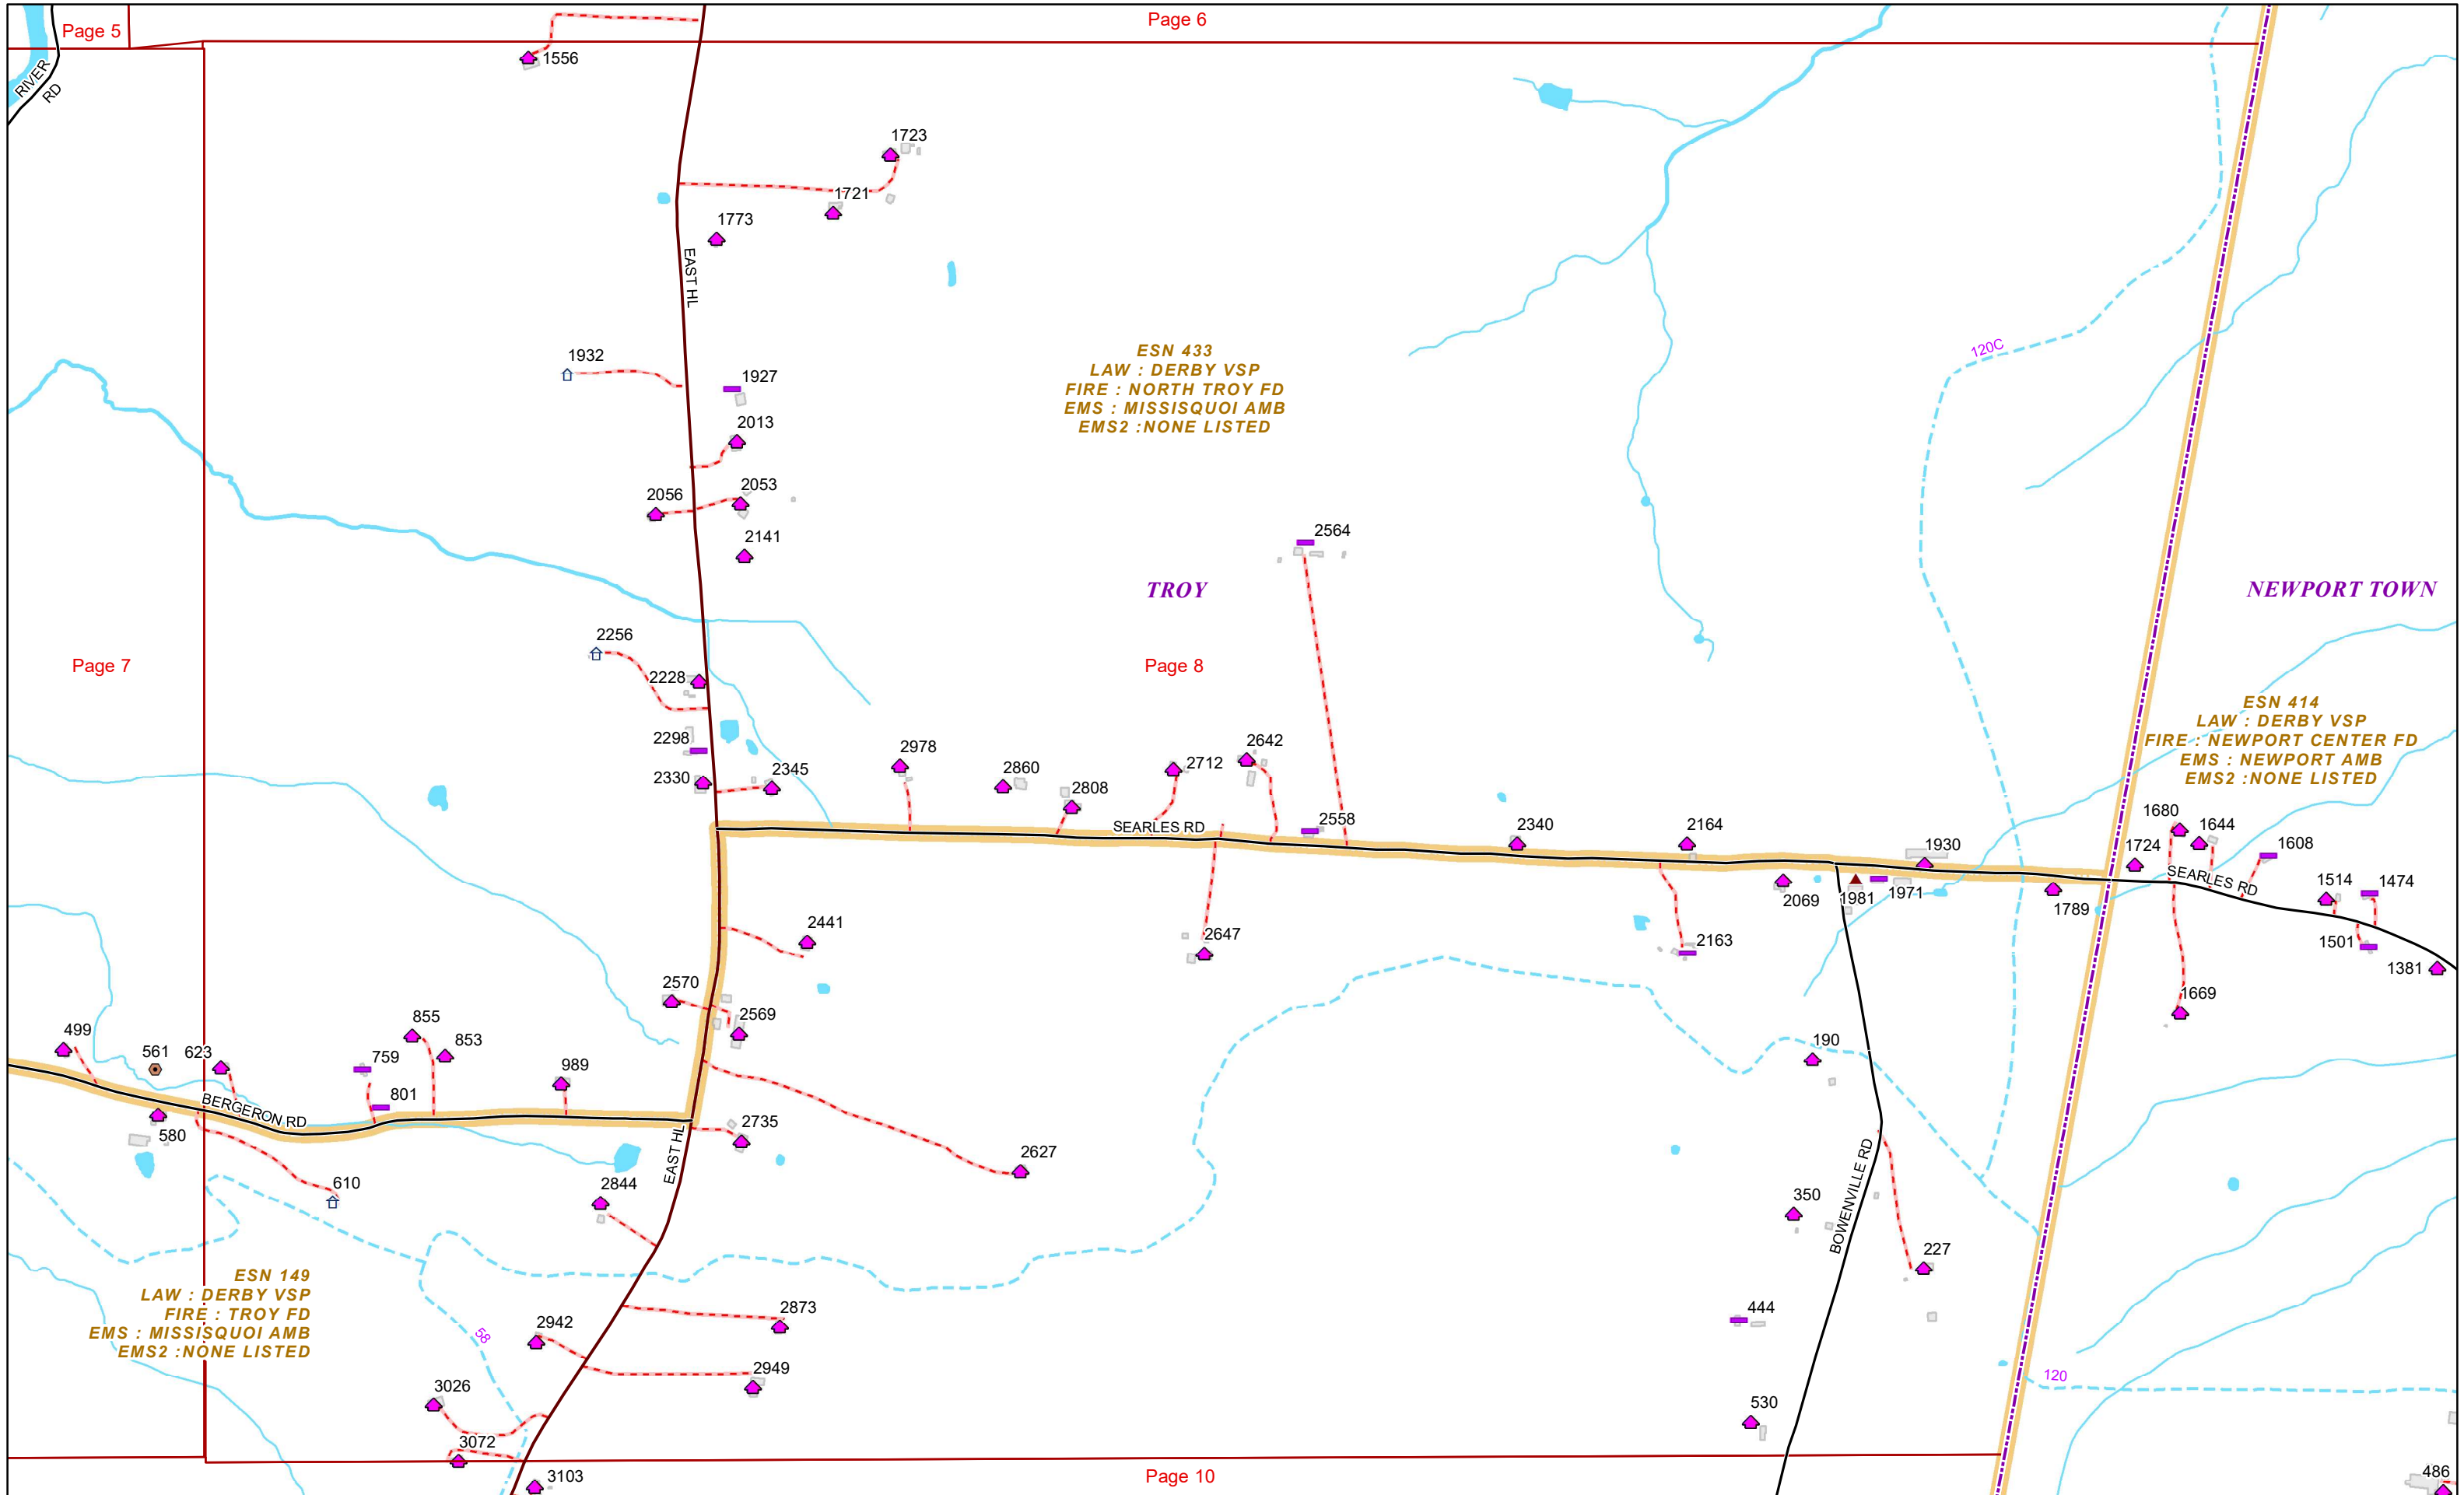 Page 5
Page 6
RIVER
RD
1556
1723
1721
1773
EAST HL
1932
1927
2013
2056
2053
2141
ESN 433
LAW : DERBY VSP
FIRE : NORTH TROY FD
EMS : MISSISQUOI AMB
EMS2 :NONE LISTED
120C
2564
TROY
NEWPORT TOWN
Page 7
Page 8
2256
2228
2298
2330
2345
2978
2860
2808
2712
2642
2558
SEARLES RD
2340
2164
1930
ESN 414
LAW : DERBY VSP
FIRE : NEWPORT CENTER FD
EMS : NEWPORT AMB
EMS2 :NONE LISTED
1680
1644
1724
1608
SEARLES RD
1514
1474
1501
1381
1669
2069
1981
1971
1789
2441
2647
2163
2570
2569
499
561
623
855
853
759
801
989
BERGERON RD
580
610
2735
2627
EAST HL
2844
190
350
BOWENVILLE RD
227
444
530
ESN 149
LAW : DERBY VSP
FIRE : TROY FD
EMS : MISSISQUOI AMB
EMS2 :NONE LISTED
58
2942
2873
2949
3026
3072
3103
120
Page 10
486